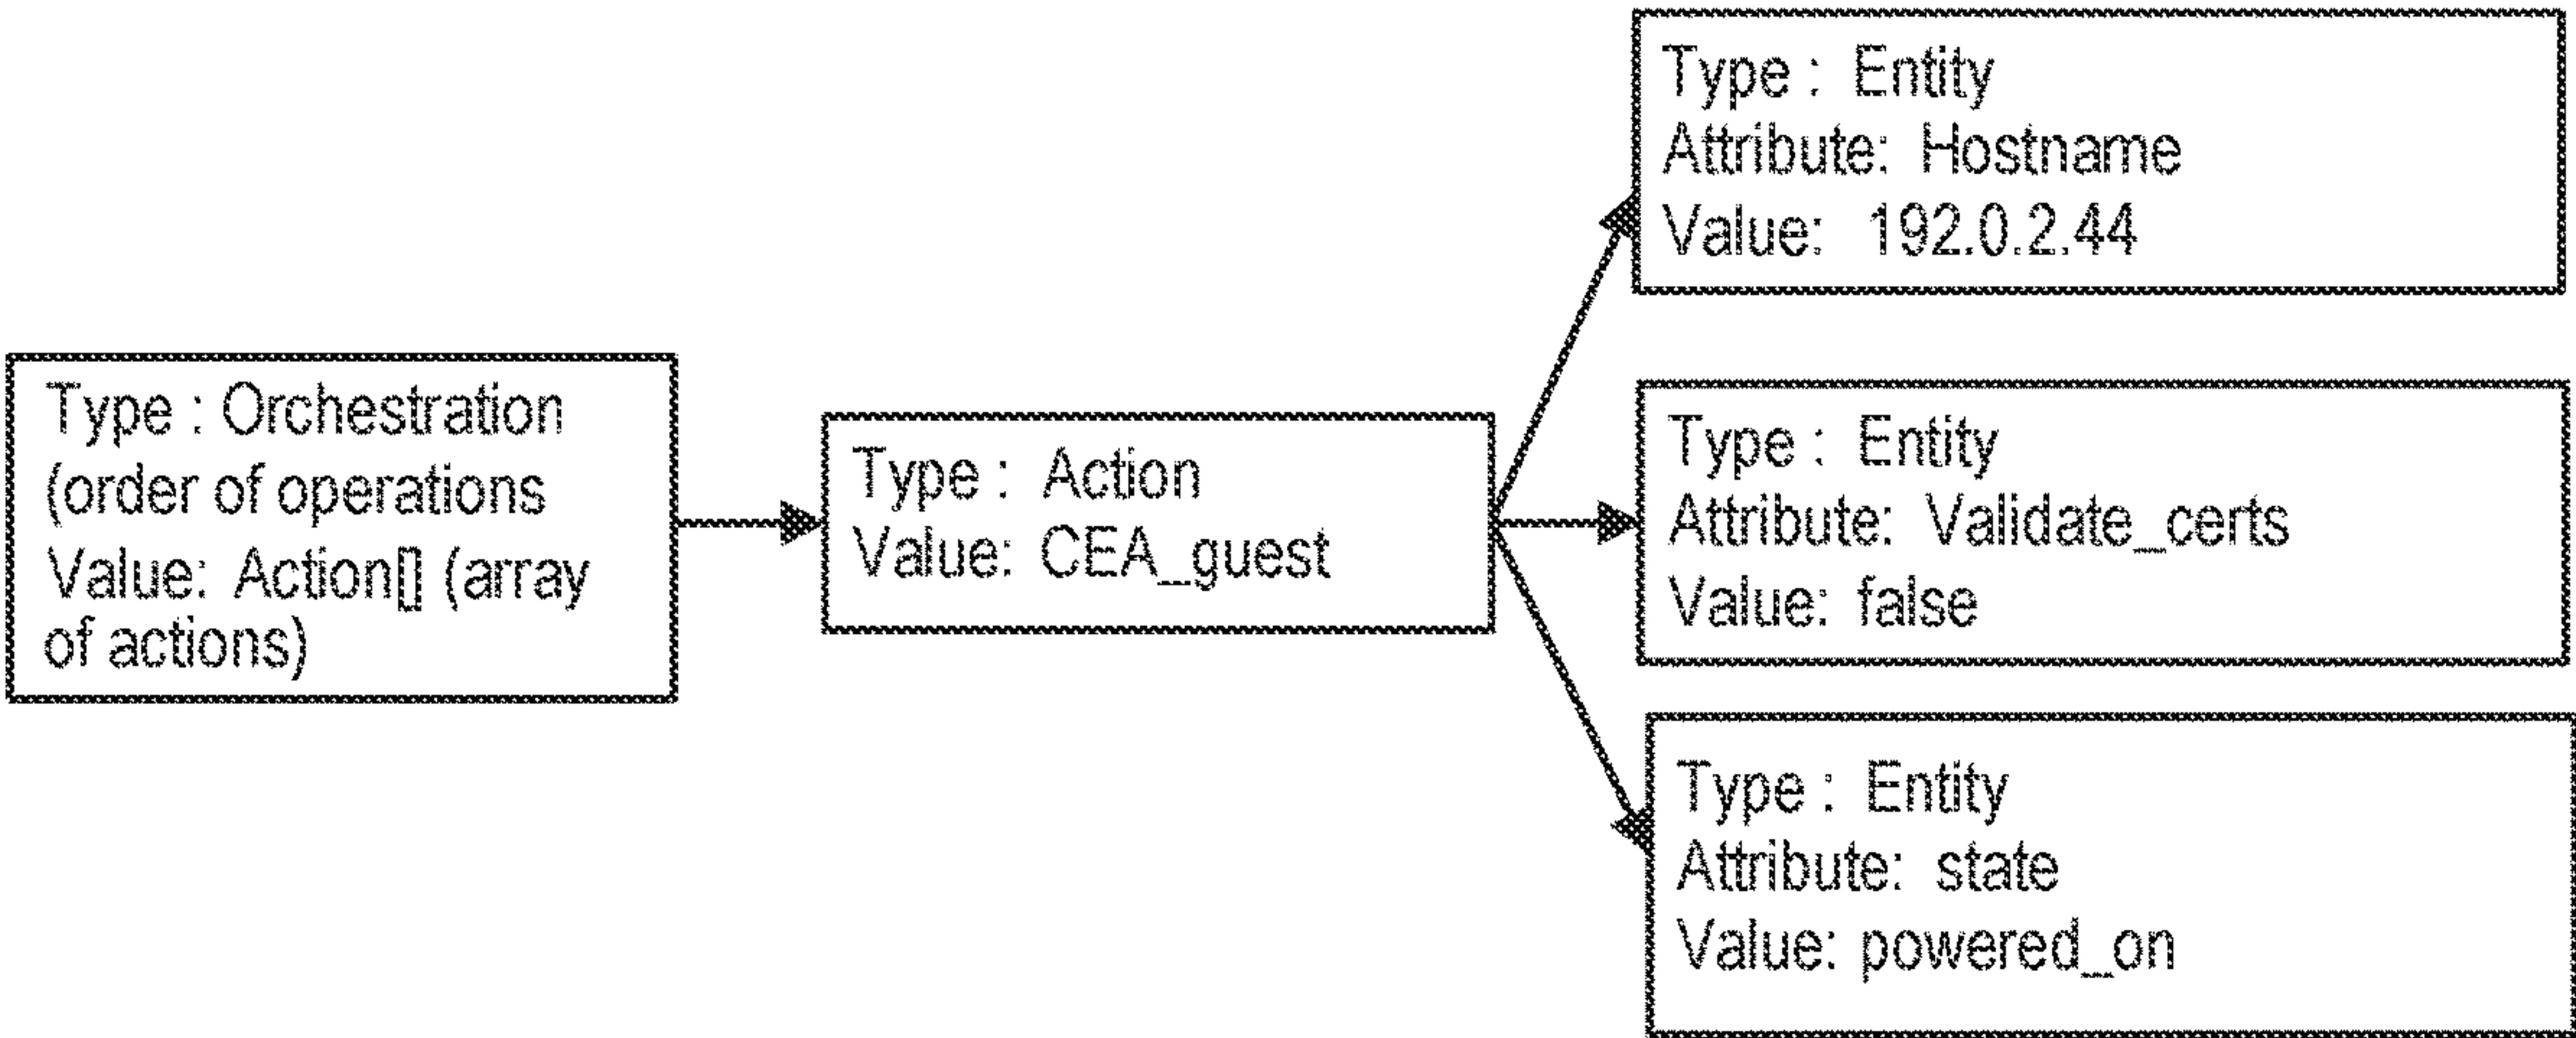 Type : Orchestration
(order of operations
Value: Action[] (array
of actions)
Type : Action
Value: CEA_guest
Type : Entity
Attribute: Hostname
Value: 192.0.2.44
Type : Entity
Attribute: Validate_certs
Value: false
Type : Entity
Attribute: state
Value: powered_on